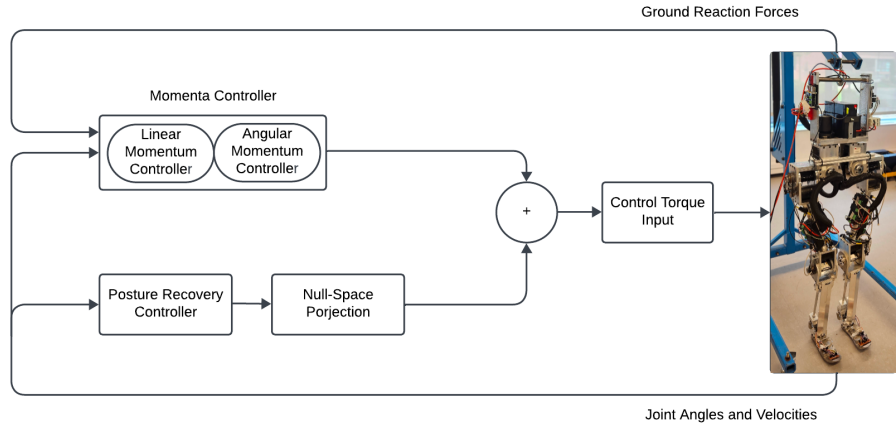 Ground Reaction Forces
Momenta Controller
Linear
Momentum
Controller
Angular
Momentum
Controller
+
Control Torque
Input
Posture Recovery
Controller
Null-Space
Porjection
Joint Angles and Velocities